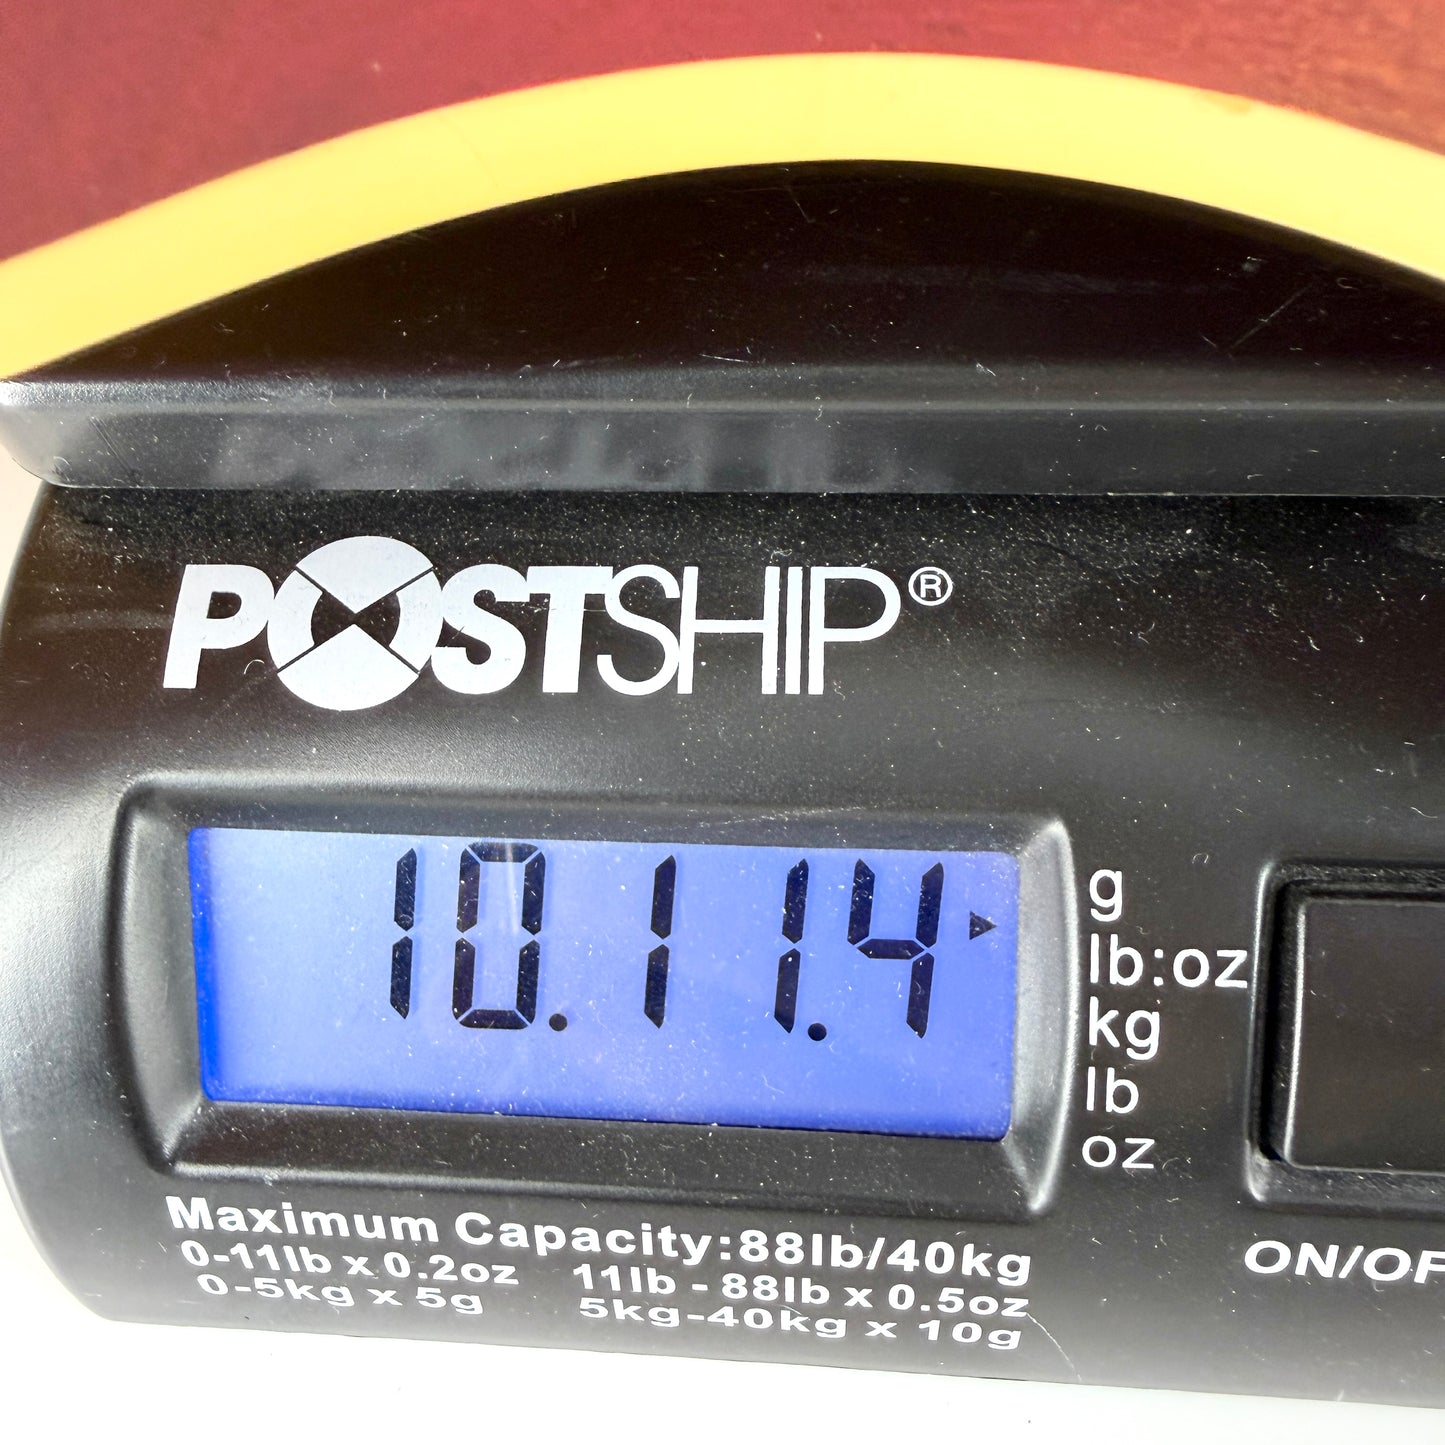 POSTSHIP®
10.11.4
g
lb:oz
kg
lb
oz
Maximum Capacity:88lb/40kg
0-11lb x 0.2oz 11lb - 88lb x 0.5oz
0-5kg x 5g 5kg-40kg x 10g
ON/OF